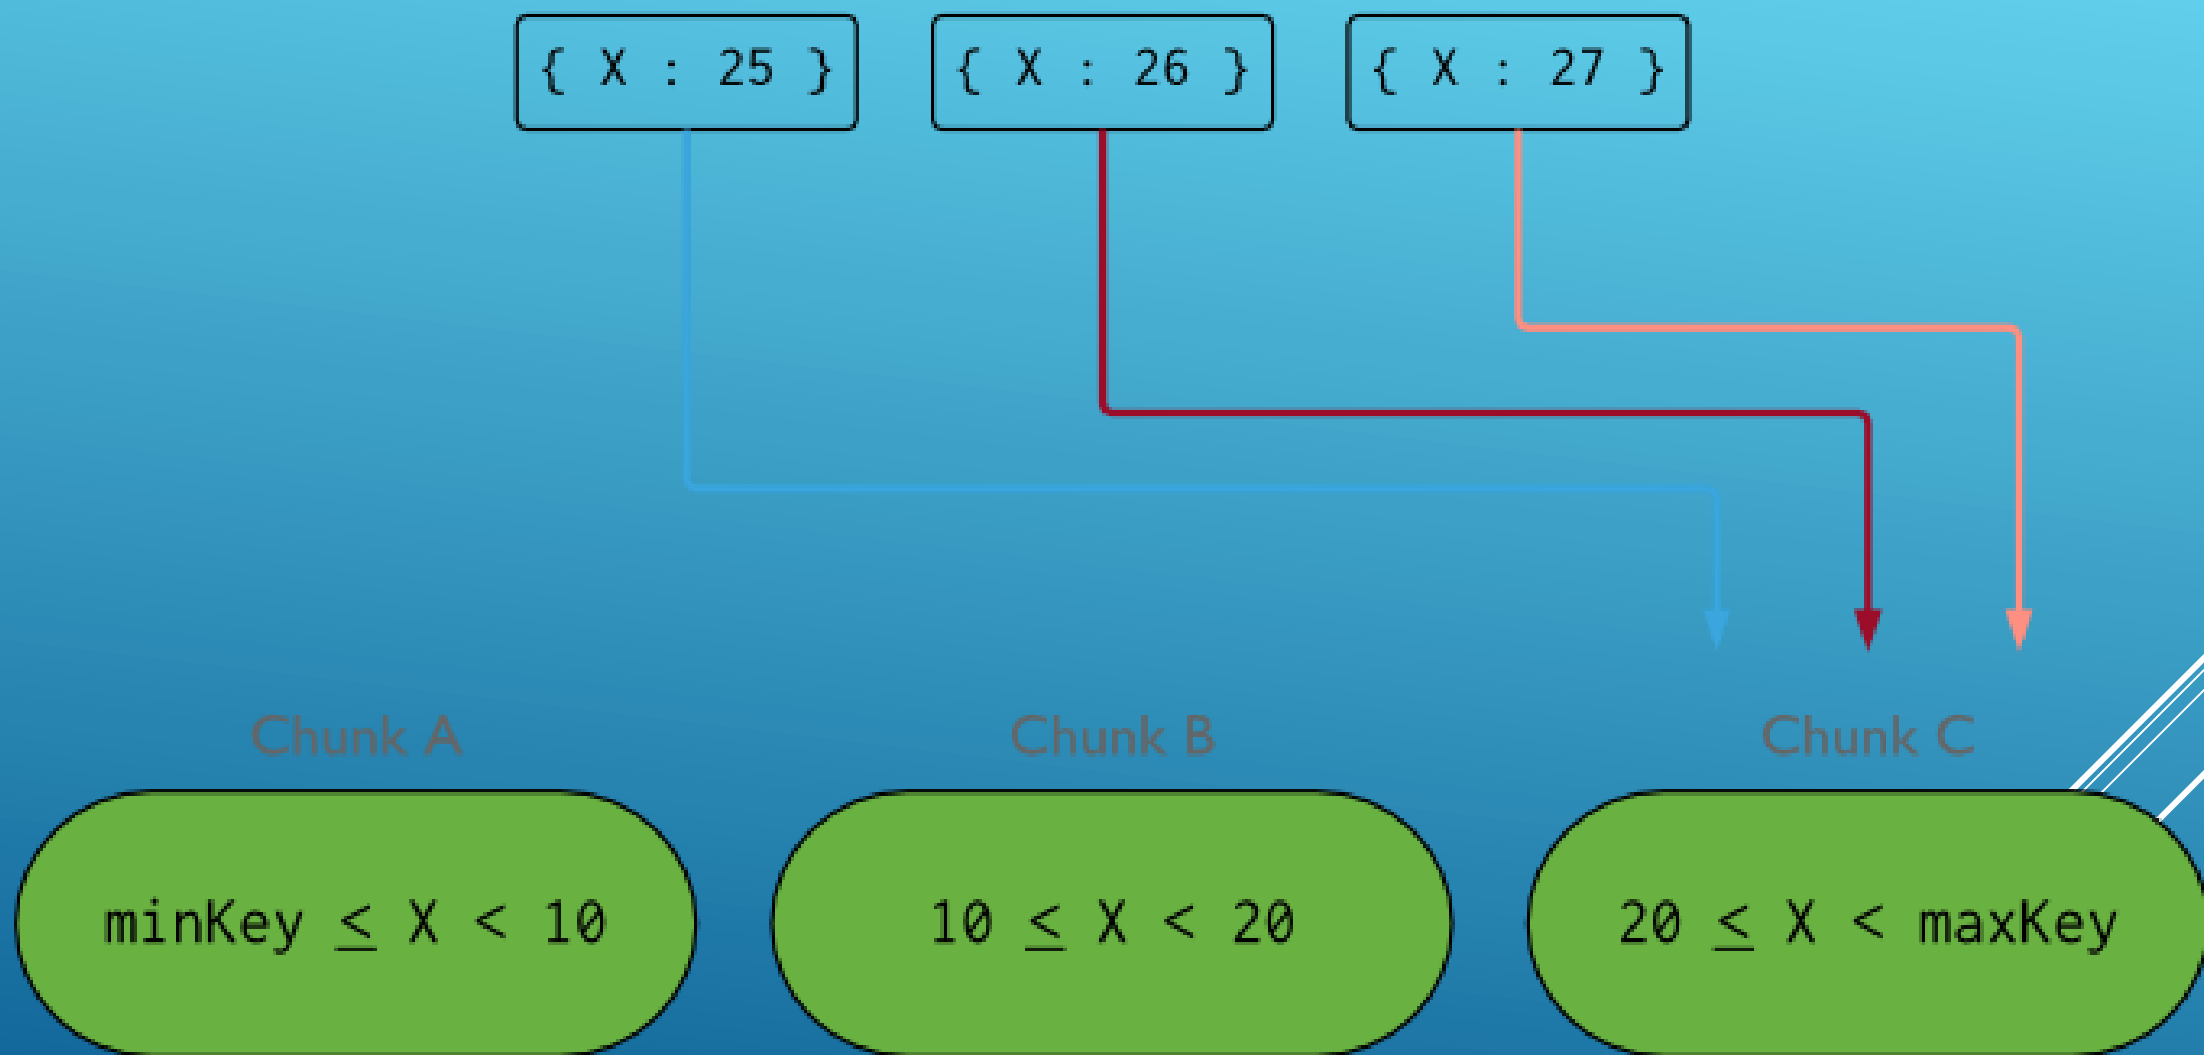 { X : 25 }
{ X : 26 }
{ X : 27 }
Chunk A
Chunk B
Chunk C
minKey ≤ X < 10
10 ≤ X < 20
20 ≤ X < maxKey